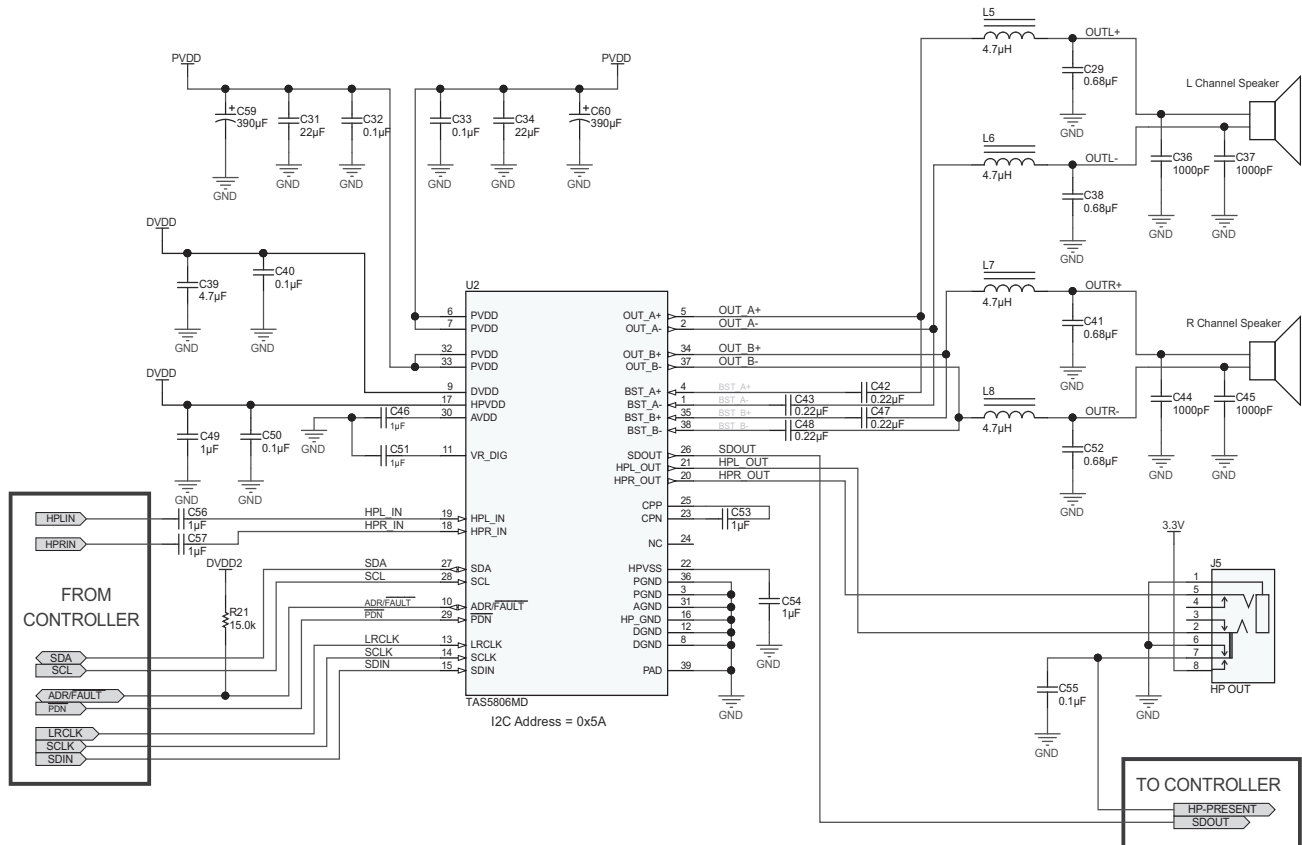 PVDD
C59
390µF
C31
22µF
C32
0.1µF
GND
GND
GND
PVDD
C33
0.1µF
C34
22µF
C60
390µF
GND
GND
GND
L5
4.7µH
OUTL+
C29
0.68µF
GND
L Channel Speaker
L6
4.7µH
OUTL-
C38
0.68µF
GND
C36
1000pF
GND
C37
1000pF
GND
L7
4.7µH
OUTR+
C41
0.68µF
GND
R Channel Speaker
L8
4.7µH
OUTR-
C52
0.68µF
GND
C44
1000pF
GND
C45
1000pF
GND
DVDD
C39
4.7µF
GND
C40
0.1µF
GND
DVDD
C49
1µF
GND
C50
0.1µF
GND
GND
C46
1µF
C51
1µF
U2
6 PVDD
7 PVDD
32 PVDD
33 PVDD
9 DVDD
17 HPVDD
30 AVDD
11 VR_DIG
HPL_IN 19 HPL_IN
HPR_IN 18 HPR_IN
SDA 27 SDA
SCL 28 SCL
ADR/FAULT 10 ADR/FAULT
PDN 29 PDN
LRCLK 13 LRCLK
SCLK 14 SCLK
SDIN 15 SDIN
OUT_A+ 5 OUT_A+
OUT_A- 2 OUT_A-
OUT_B+ 34 OUT_B+
OUT_B- 37 OUT_B-
BST_A+ 4 BST_A+
BST_A- 1 BST_A-
BST_B+ 35 BST_B+
BST_B- 38 BST_B-
C42
0.22µF
C43
0.22µF
C47
0.22µF
C48
0.22µF
SDOUT 26 SDOUT
HPL_OUT 21 HPL_OUT
HPR_OUT 20 HPR_OUT
CPP 25
CPN 23
C53
1µF
NC 24
HPVSS 22
PGND 36
PGND 3
AGND 31
HP_GND 16
DGND 12
DGND 8
PAD 39
C54
1µF
GND
GND
TAS5806MD
I2C Address = 0x5A
HPLIN
HPRIN
C56
1µF
C57
1µF
DVDD2
R21
15.0k
FROM
CONTROLLER
SDA
SCL
ADR/FAULT
PDN
LRCLK
SCLK
SDIN
3.3V
J5
1
5
4
3
2
6
7
8
HP OUT
C55
0.1µF
GND
GND
TO CONTROLLER
HP-PRESENT
SDOUT